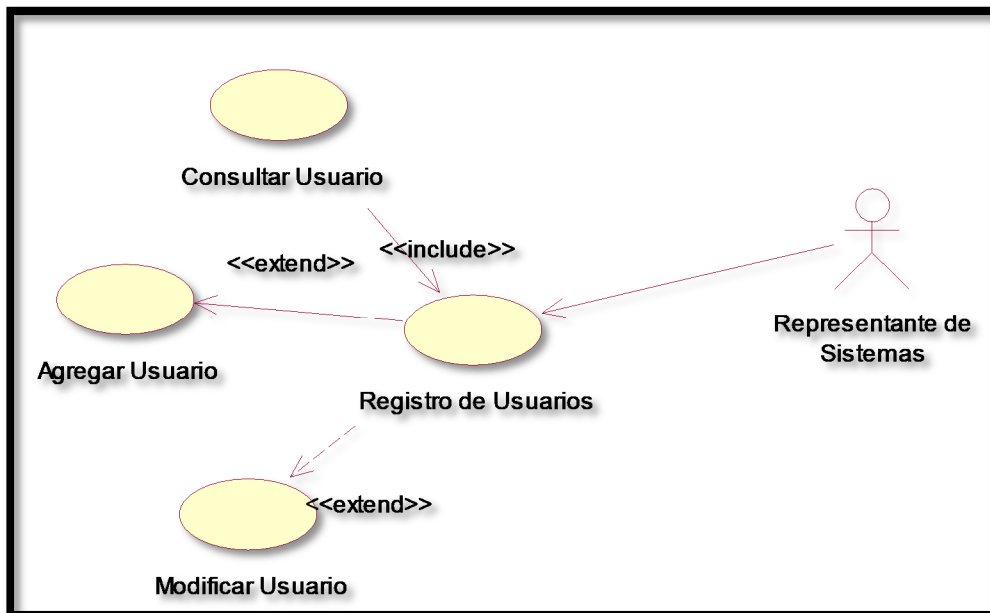 Consultar Usuario
<<include>>
<<extend>>
Agregar Usuario
Registro de Usuarios
Representante de
Sistemas
<<extend>>
Modificar Usuario